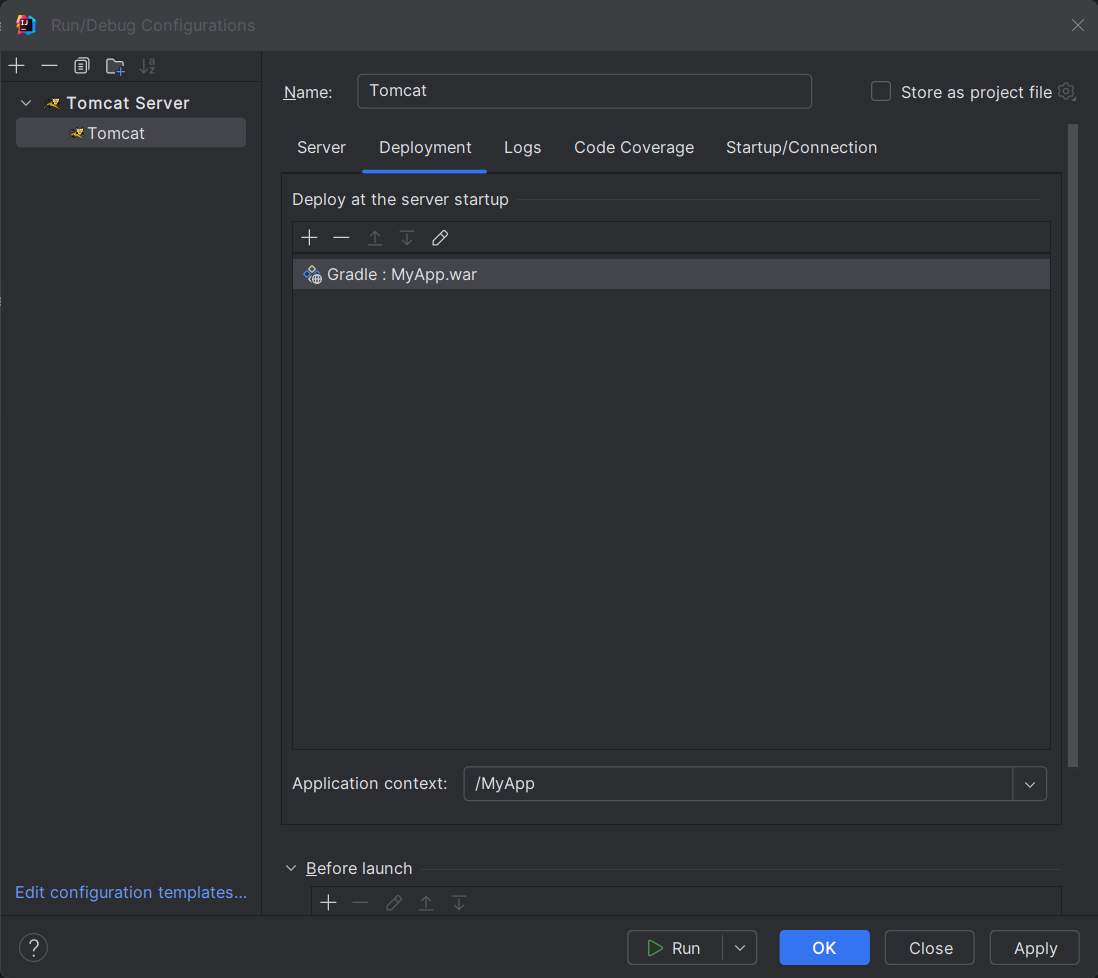 Run/Debug Configurations
Tomcat Server
Tomcat
Name: Tomcat Store as project file
Server Deployment Logs Code Coverage Startup/Connection
Deploy at the server startup
Gradle : MyApp.war
Application context: /MyApp
Before launch
Edit configuration templates...
? Run OK Close Apply